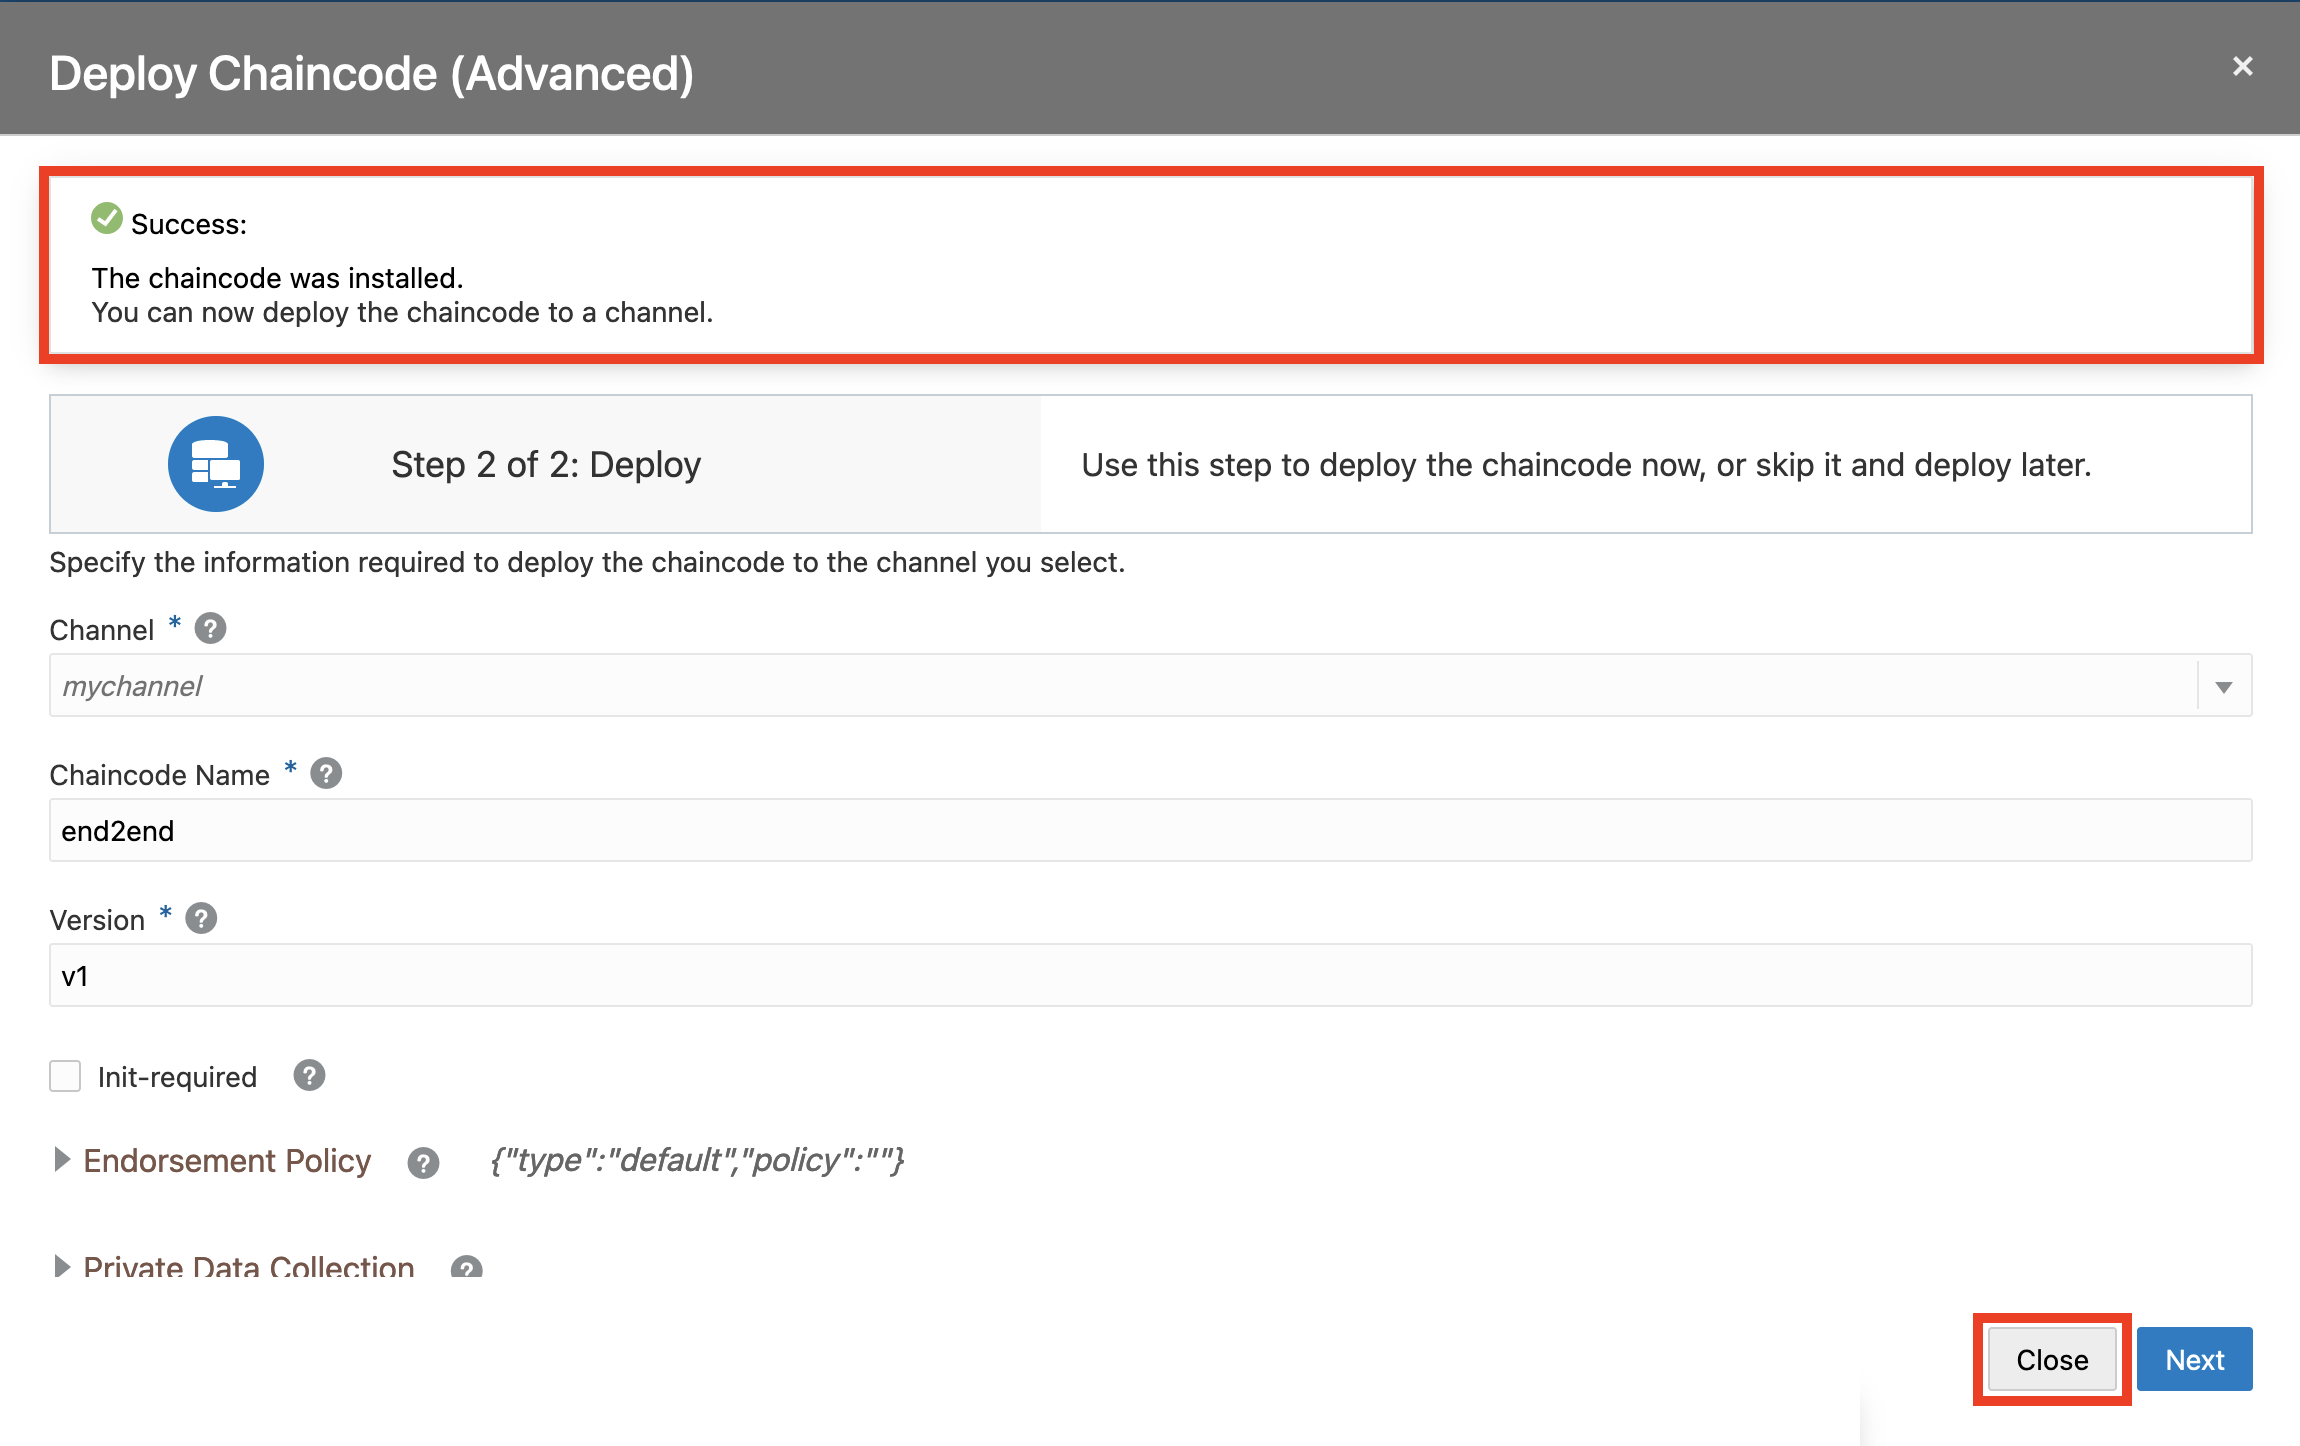 Deploy Chaincode (Advanced)
×
Success:
The chaincode was installed.
You can now deploy the chaincode to a channel.
Step 2 of 2: Deploy
Use this step to deploy the chaincode now, or skip it and deploy later.
Specify the information required to deploy the chaincode to the channel you select.
Channel * ?
mychannel
Chaincode Name * ?
end2end
Version * ?
v1
Init-required ?
Endorsement Policy ? {"type":"default","policy":""}
Private Data Collection ?
Close Next